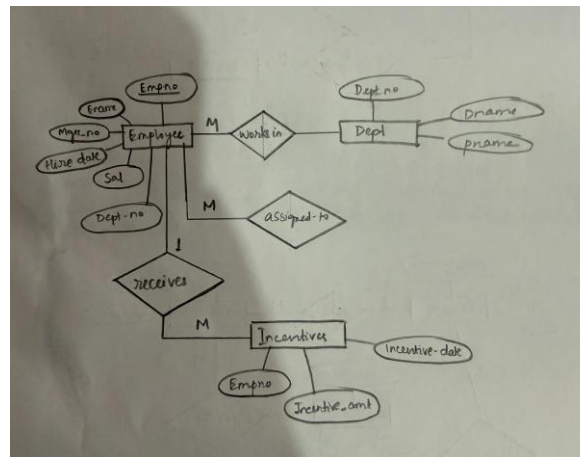 Empno
Ename
Mgr_no
Hire date
Sal
Dept-no
Employee
M
works in
Dept
Dept no
Dname
pname
M
assigned-to
1
receives
M
Incentives
Empno
Incentive_amt
Incentive-date